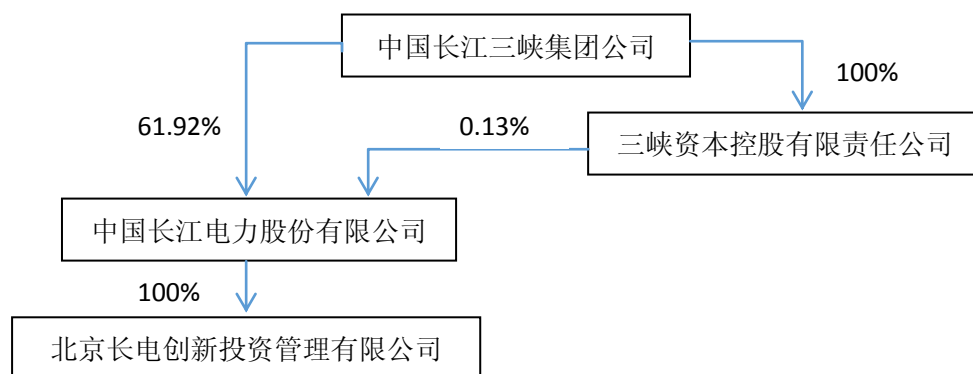 中国长江三峡集团公司
100%
61.92%
0.13%
三峡资本控股有限责任公司
中国长江电力股份有限公司
100%
北京长电创新投资管理有限公司